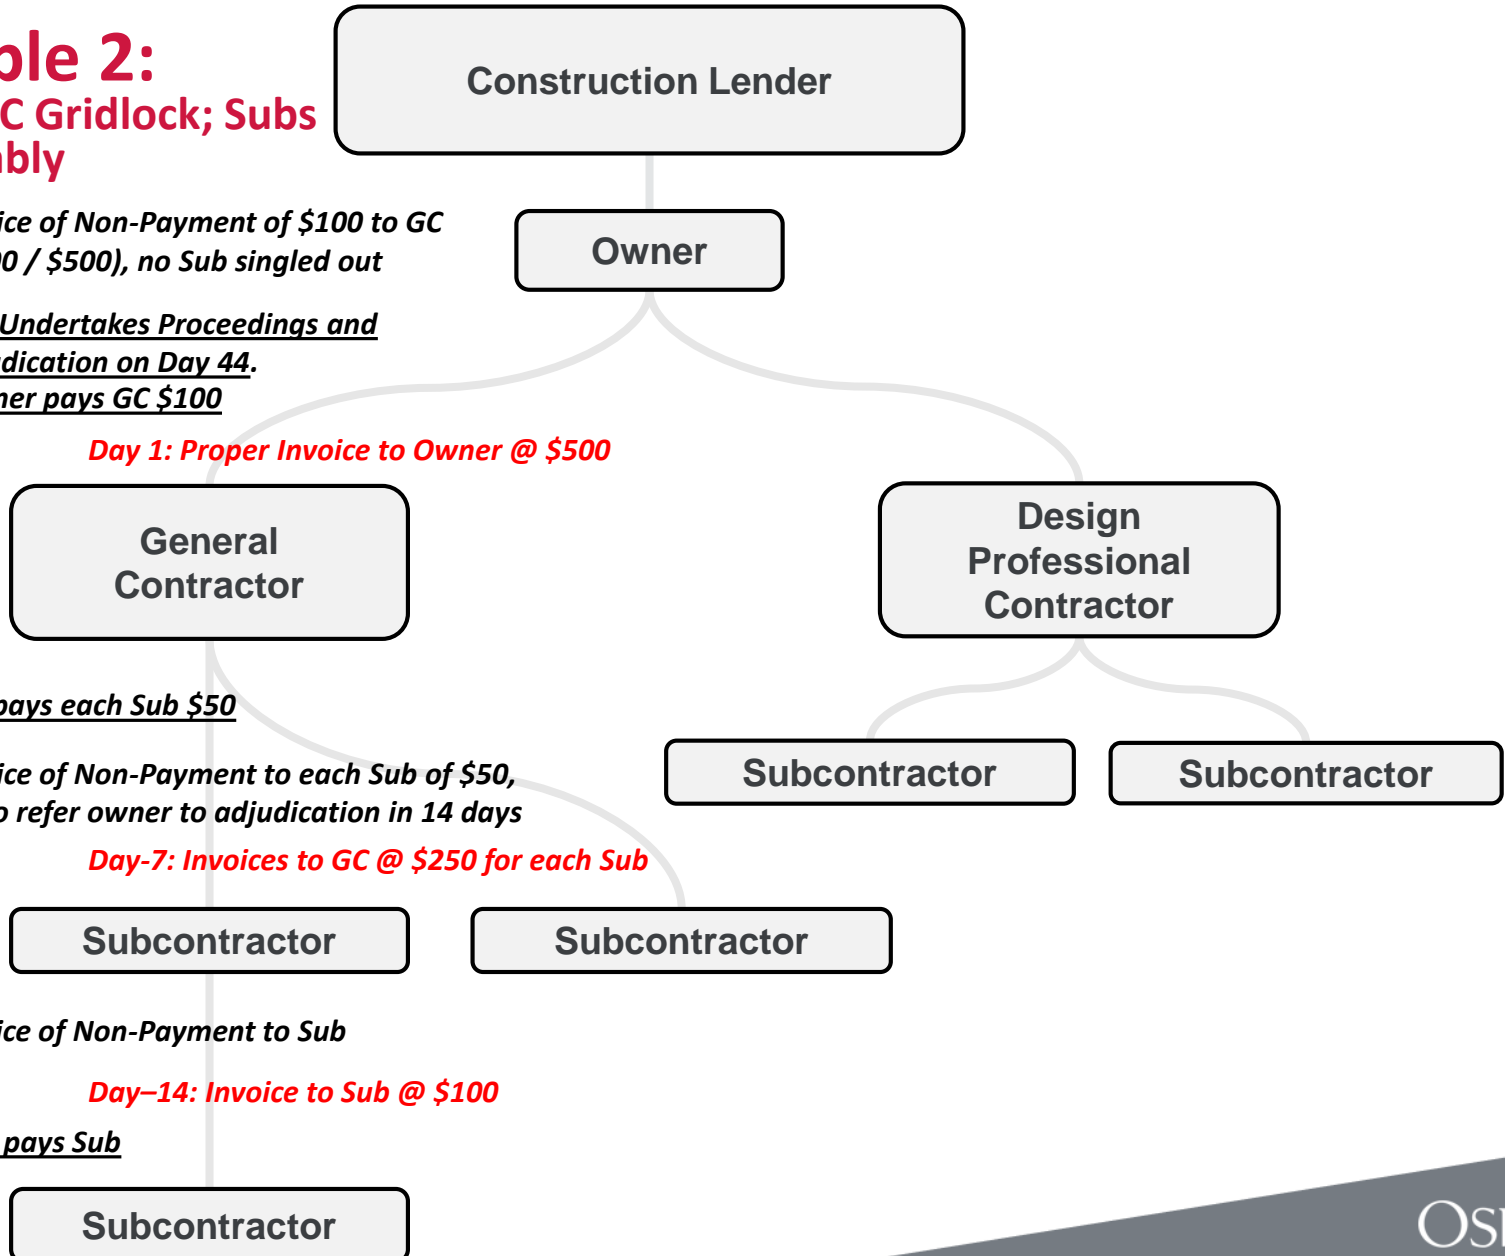 ple 2:
C Gridlock; Subs
ably
Construction Lender
ice of Non-Payment of $100 to GC
00 / $500), no Sub singled out
Owner
Undertakes Proceedings and
udication on Day 44.
ner pays GC $100
Day 1: Proper Invoice to Owner @ $500
General
Contractor
Design
Professional
Contractor
pays each Sub $50
Subcontractor
Subcontractor
ice of Non-Payment to each Sub of $50,
o refer owner to adjudication in 14 days
Day-7: Invoices to GC @ $250 for each Sub
Subcontractor
Subcontractor
ice of Non-Payment to Sub
Day–14: Invoice to Sub @ $100
pays Sub
Subcontractor